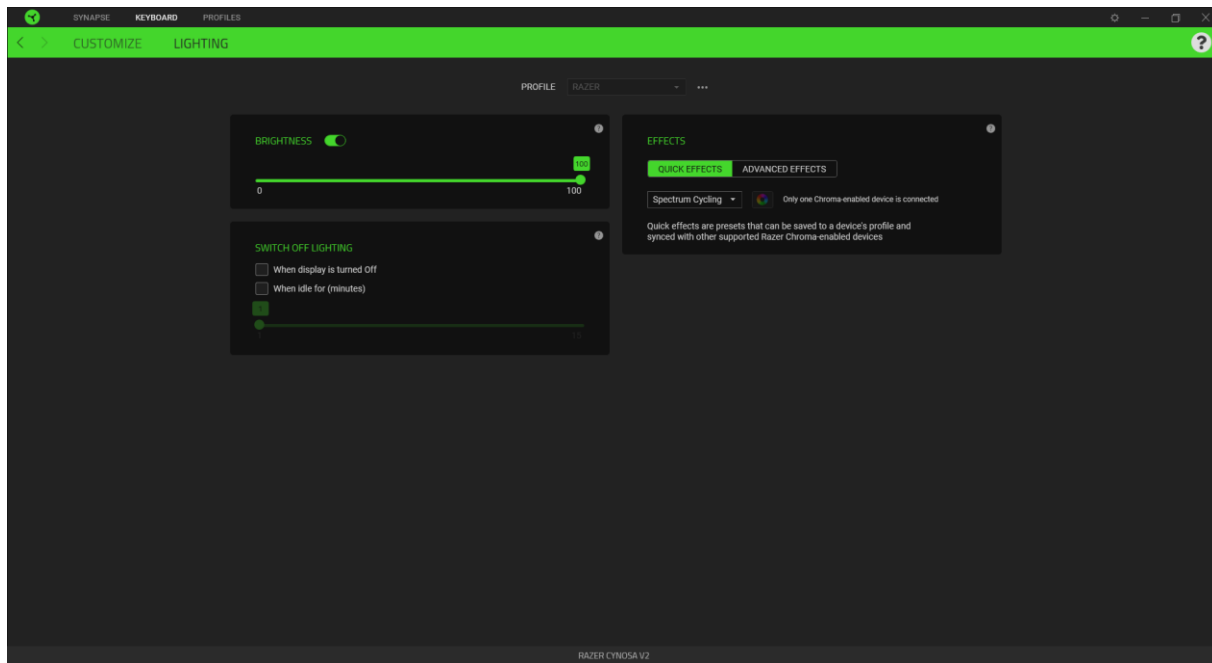 SYNAPSE KEYBOARD PROFILES
CUSTOMIZE LIGHTING
?
PROFILE RAZER ...
BRIGHTNESS
?
100
0 100
SWITCH OFF LIGHTING
?
When display is turned Off
When idle for (minutes)
1
1 15
EFFECTS
?
QUICK EFFECTS ADVANCED EFFECTS
Spectrum Cycling Only one Chroma-enabled device is connected
Quick effects are presets that can be saved to a device's profile and
synced with other supported Razer Chroma-enabled devices
RAZER CYNOSA V2